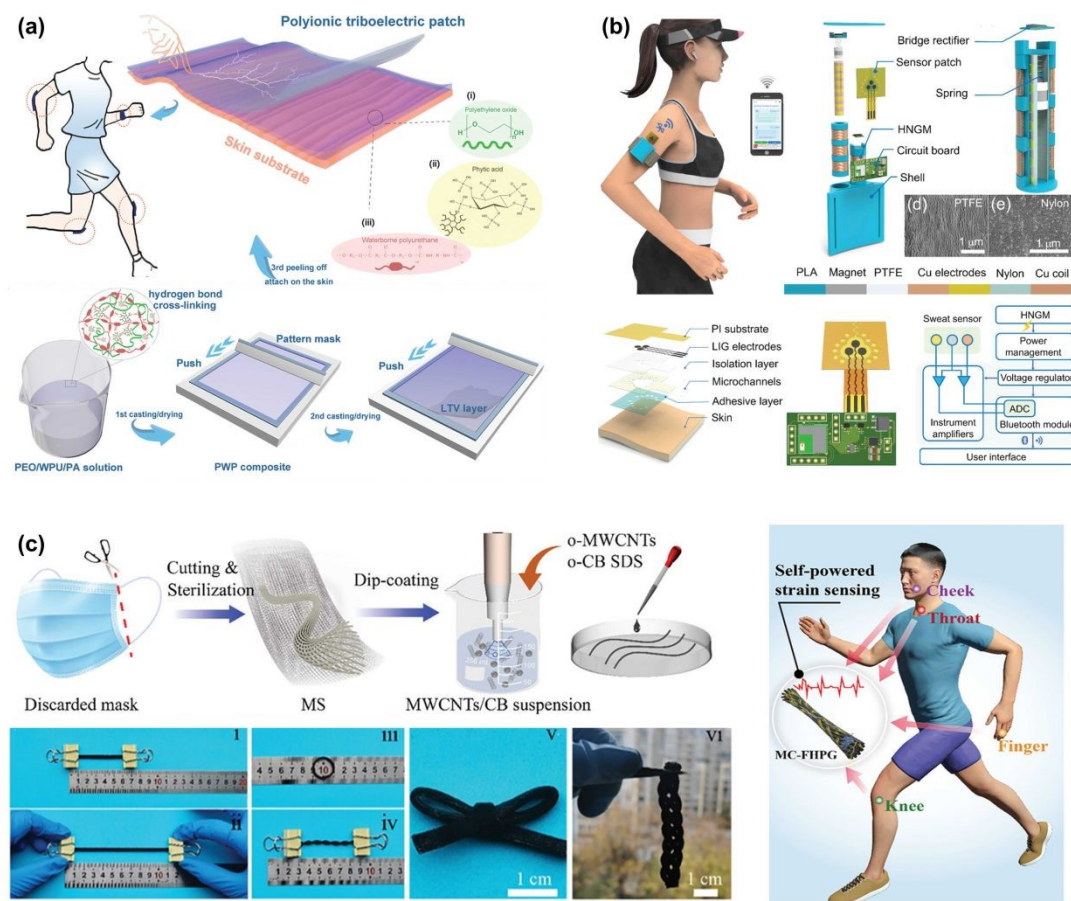 (a)
Polyionic triboelectric patch
Skin substrate
(i)
Polyethylene oxide
(ii)
Phytic acid
(iii)
Waterborne polyurethane
3rd peeling off
attach on the skin
hydrogen bond
cross-linking
Push
Pattern mask
Push
LTV layer
1st casting/drying
2nd casting/drying
PEO/WPU/PA solution
PWP composite
(b)
Bridge rectifier
Sensor patch
Spring
HNGM
Circuit board
Shell
(d)
PTFE
1 µm
(e)
Nylon
1 µm
PLA
Magnet
PTFE
Cu electrodes
Nylon
Cu coil
PI substrate
LIG electrodes
Isolation layer
Microchannels
Adhesive layer
Skin
Sweat sensor
HNGM
Power
management
Voltage regulator
ADC
Bluetooth module
Instrument
amplifiers
User interface
(c)
Cutting &
Sterilization
Dip-coating
o-MWCNTs
o-CB SDS
Discarded mask
MS
MWCNTs/CB suspension
i
ii
iii
iv
V
1 cm
VI
1 cm
Self-powered
strain sensing
Cheek
Throat
MC-FHPG
Finger
Knee